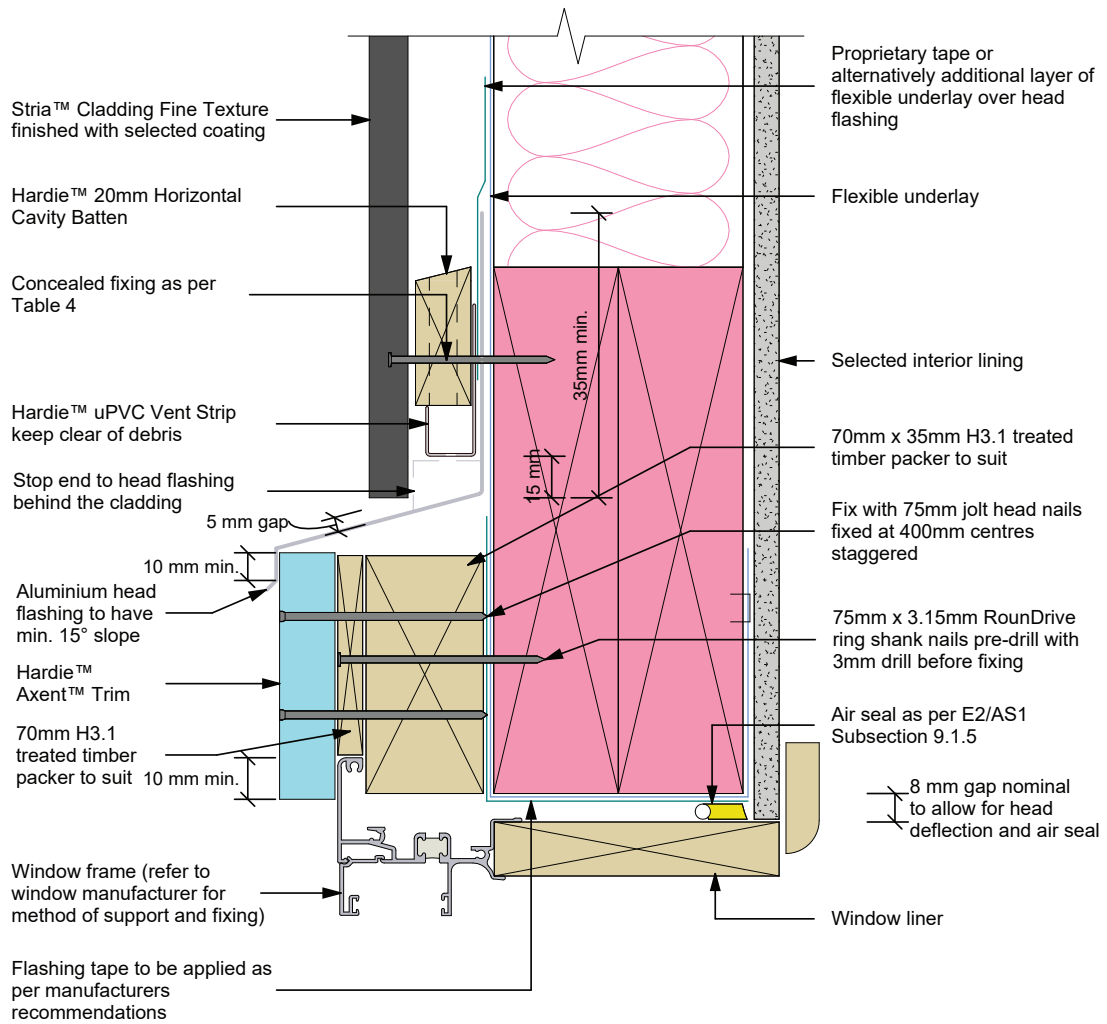 Stria™ Cladding Fine Texture
finished with selected coating
Hardie™ 20mm Horizontal
Cavity Batten
Concealed fixing as per
Table 4
Hardie™ uPVC Vent Strip
keep clear of debris
Stop end to head flashing
behind the cladding
5 mm gap
10 mm min.
Aluminium head
flashing to have
min. 15° slope
Hardie™
Axent™ Trim
70mm H3.1
treated timber
packer to suit
10 mm min.
Window frame (refer to
window manufacturer for
method of support and fixing)
Flashing tape to be applied as
per manufacturers
recommendations
35mm min.
15 mm
Proprietary tape or
alternatively additional layer of
flexible underlay over head
flashing
Flexible underlay
Selected interior lining
70mm x 35mm H3.1 treated
timber packer to suit
Fix with 75mm jolt head nails
fixed at 400mm centres
staggered
75mm x 3.15mm RounDrive
ring shank nails pre-drill with
3mm drill before fixing
Air seal as per E2/AS1
Subsection 9.1.5
8 mm gap nominal
to allow for head
deflection and air seal
Window liner